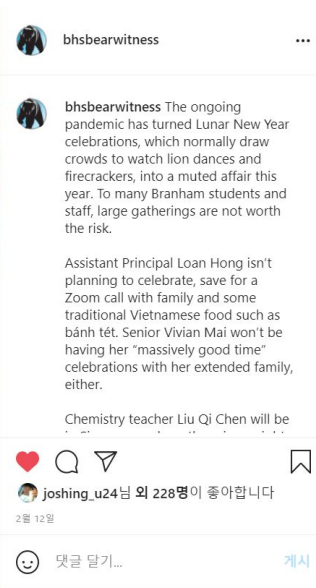 bhsbearwitness
bhsbearwitness The ongoing
pandemic has turned Lunar New Year
celebrations, which normally draw
crowds to watch lion dances and
firecrackers, into a muted affair this
year. To many Branham students and
staff, large gatherings are not worth
the risk.
Assistant Principal Loan Hong isn't
planning to celebrate, save for a
Zoom call with family and some
traditional Vietnamese food such as
bánh tét. Senior Vivian Mai won't be
having her "massively good time"
celebrations with her extended family,
either.
Chemistry teacher Liu Qi Chen will be
joshing_u24님 외 228명이 좋아합니다
2월 12일
댓글 달기...
게시